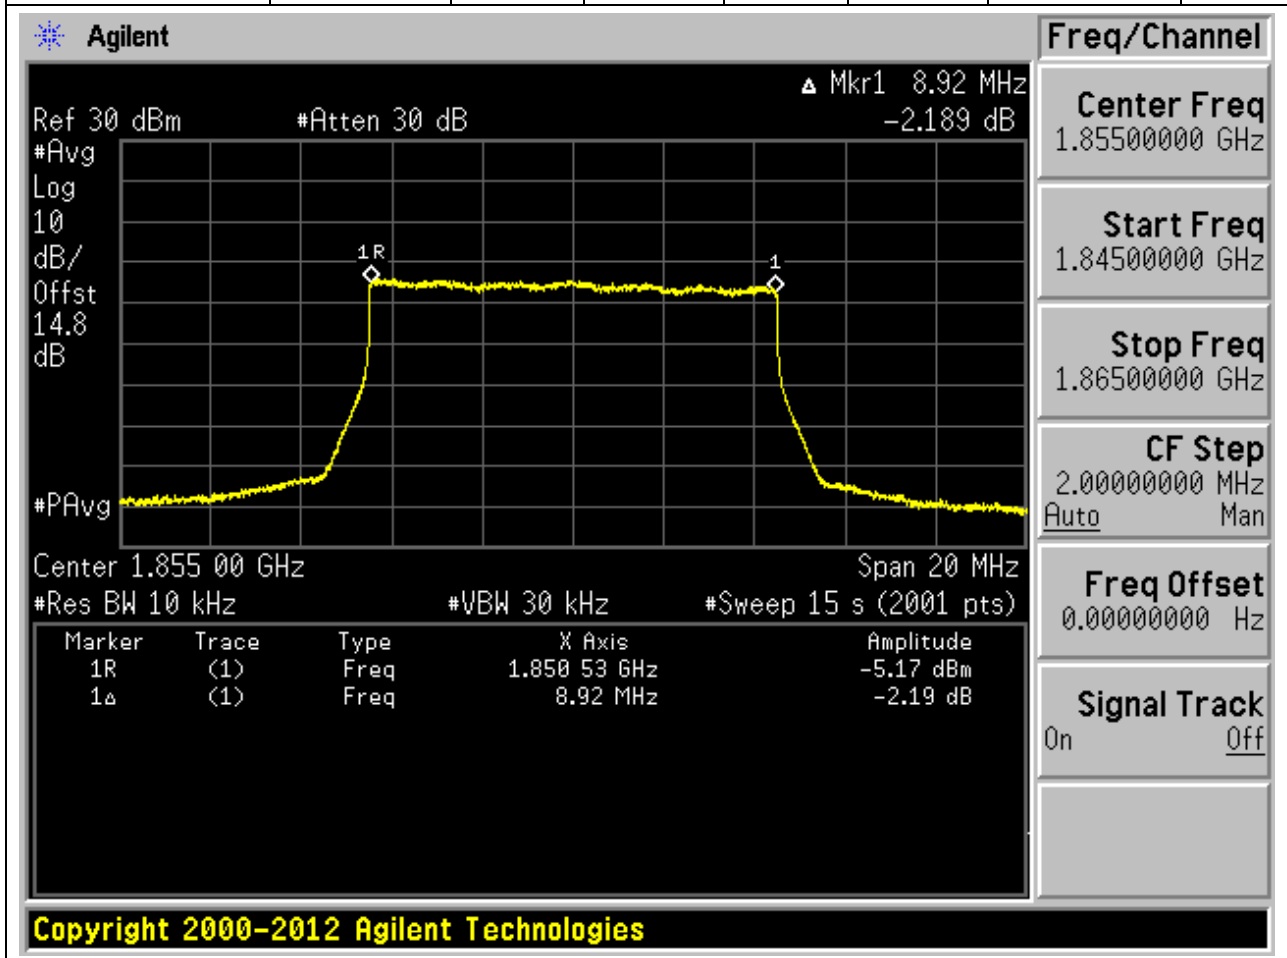 Agilent
Freq/Channel
Δ Mkr1 8.92 MHz
Ref 30 dBm #Atten 30 dB -2.189 dB
#Avg
Log
10
dB/
Offst
14.8
dB
#PAvg
1R
1
Center 1.855 00 GHz Span 20 MHz
#Res BW 10 kHz #VBW 30 kHz #Sweep 15 s (2001 pts)
Marker Trace Type X Axis Amplitude
1R (1) Freq 1.850 53 GHz -5.17 dBm
1Δ (1) Freq 8.92 MHz -2.19 dB
Center Freq
1.85500000 GHz
Start Freq
1.84500000 GHz
Stop Freq
1.86500000 GHz
CF Step
2.00000000 MHz
Auto Man
Freq Offset
0.00000000 Hz
Signal Track
On Off
Copyright 2000-2012 Agilent Technologies